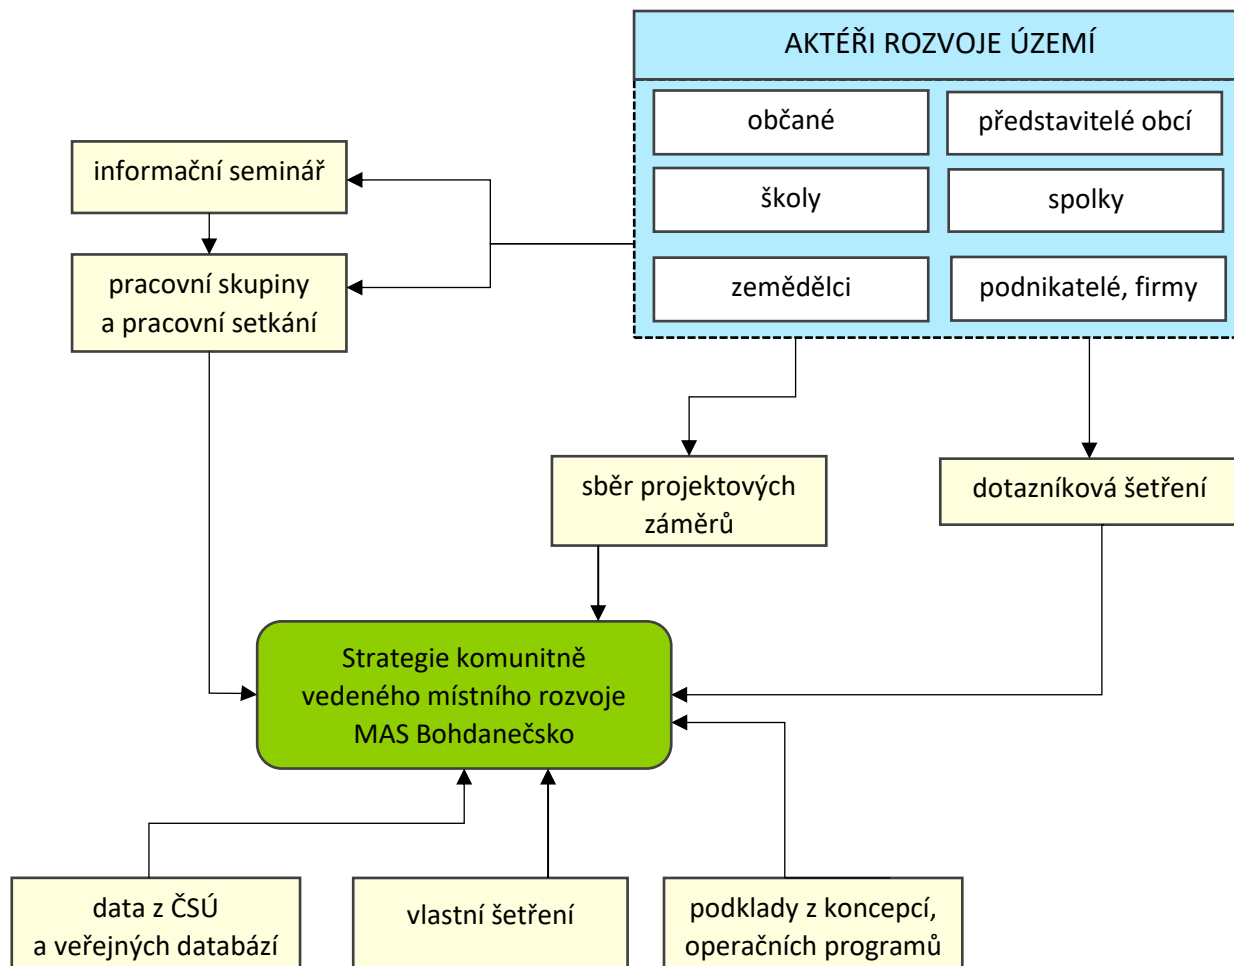 AKTÉŘI ROZVOJE ÚZEMÍ
občané
představitelé obcí
školy
spolky
zemědělci
podnikatelé, firmy
informační seminář
pracovní skupiny
a pracovní setkání
sběr projektových
záměrů
dotazníková šetření
Strategie komunitně
vedeného místního rozvoje
MAS Bohdanečsko
data z ČSÚ
a veřejných databází
vlastní šetření
podklady z koncepcí,
operačních programů